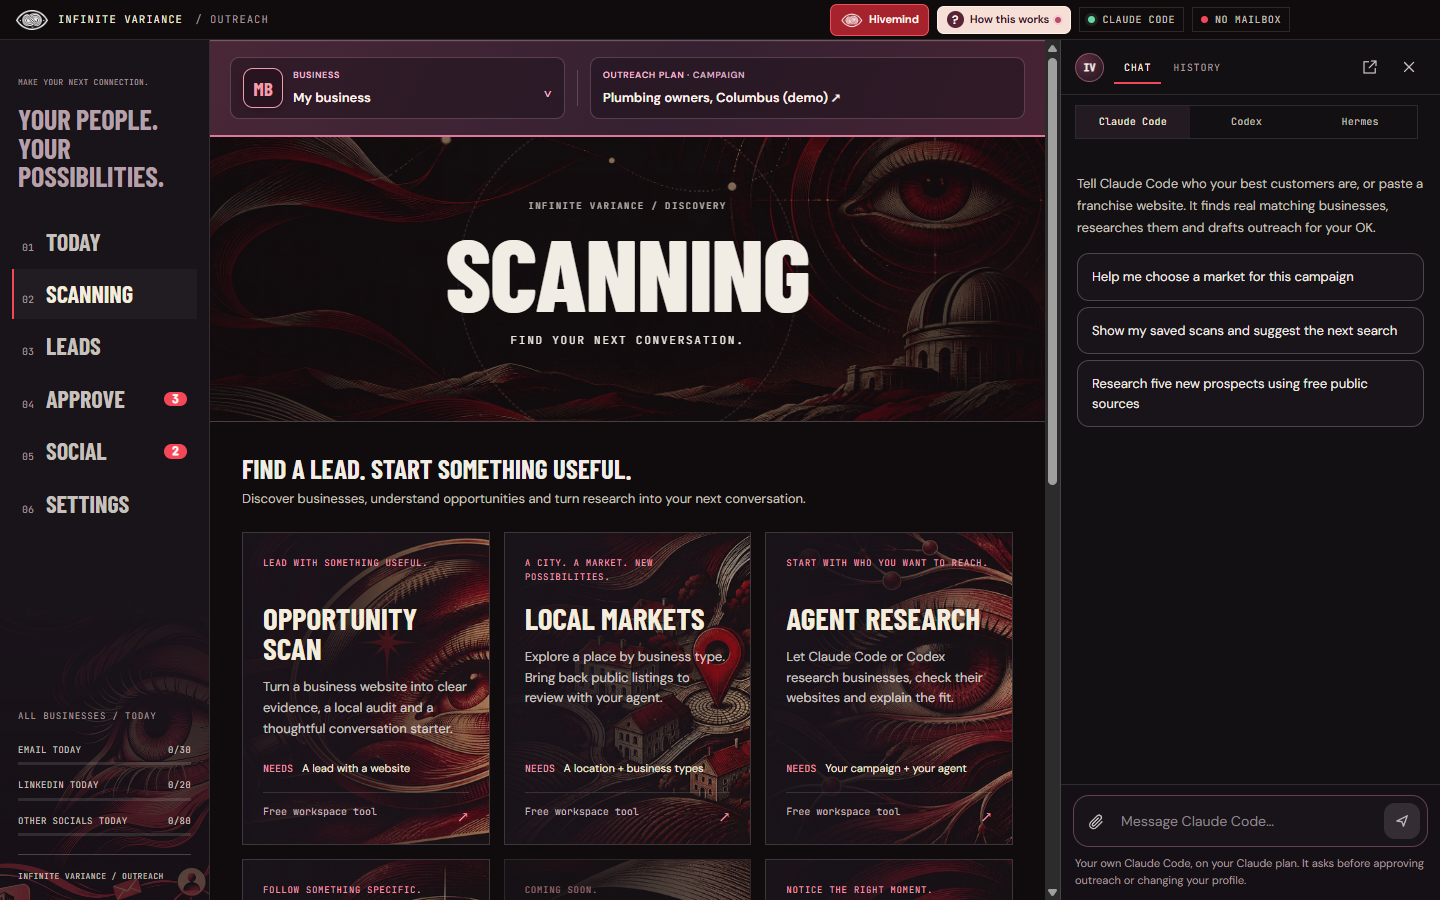 INFINITE VARIANCE / OUTREACH
Hivemind
? How this works
CLAUDE CODE
NO MAILBOX
MAKE YOUR NEXT CONNECTION.
YOUR PEOPLE.
YOUR
POSSIBILITIES.
01 TODAY
02 SCANNING
03 LEADS
04 APPROVE 3
05 SOCIAL 2
06 SETTINGS
ALL BUSINESSES / TODAY
EMAIL TODAY 0/30
LINKEDIN TODAY 0/20
OTHER SOCIALS TODAY 0/80
INFINITE VARIANCE / OUTREACH
MB
BUSINESS
My business
OUTREACH PLAN · CAMPAIGN
Plumbing owners, Columbus (demo) ↗
INFINITE VARIANCE / DISCOVERY
SCANNING
FIND YOUR NEXT CONVERSATION.
FIND A LEAD. START SOMETHING USEFUL.
Discover businesses, understand opportunities and turn research into your next conversation.
LEAD WITH SOMETHING USEFUL.
OPPORTUNITY
SCAN
Turn a business website into clear
evidence, a local audit and a
thoughtful conversation starter.
NEEDS A lead with a website
Free workspace tool ↗
A CITY. A MARKET. NEW
POSSIBILITIES.
LOCAL MARKETS
Explore a place by business type.
Bring back public listings to
review with your agent.
NEEDS A location + business types
Free workspace tool ↗
START WITH WHO YOU WANT TO REACH.
AGENT RESEARCH
Let Claude Code or Codex
research businesses, check their
websites and explain the fit.
NEEDS Your campaign + your agent
Free workspace tool ↗
FOLLOW SOMETHING SPECIFIC.
COMING SOON.
NOTICE THE RIGHT MOMENT.
IV
CHAT
HISTORY
Claude Code
Codex
Hermes
Tell Claude Code who your best customers are, or paste a
franchise website. It finds real matching businesses,
researches them and drafts outreach for your OK.
Help me choose a market for this campaign
Show my saved scans and suggest the next search
Research five new prospects using free public
sources
Message Claude Code...
Your own Claude Code, on your Claude plan. It asks before approving
outreach or changing your profile.